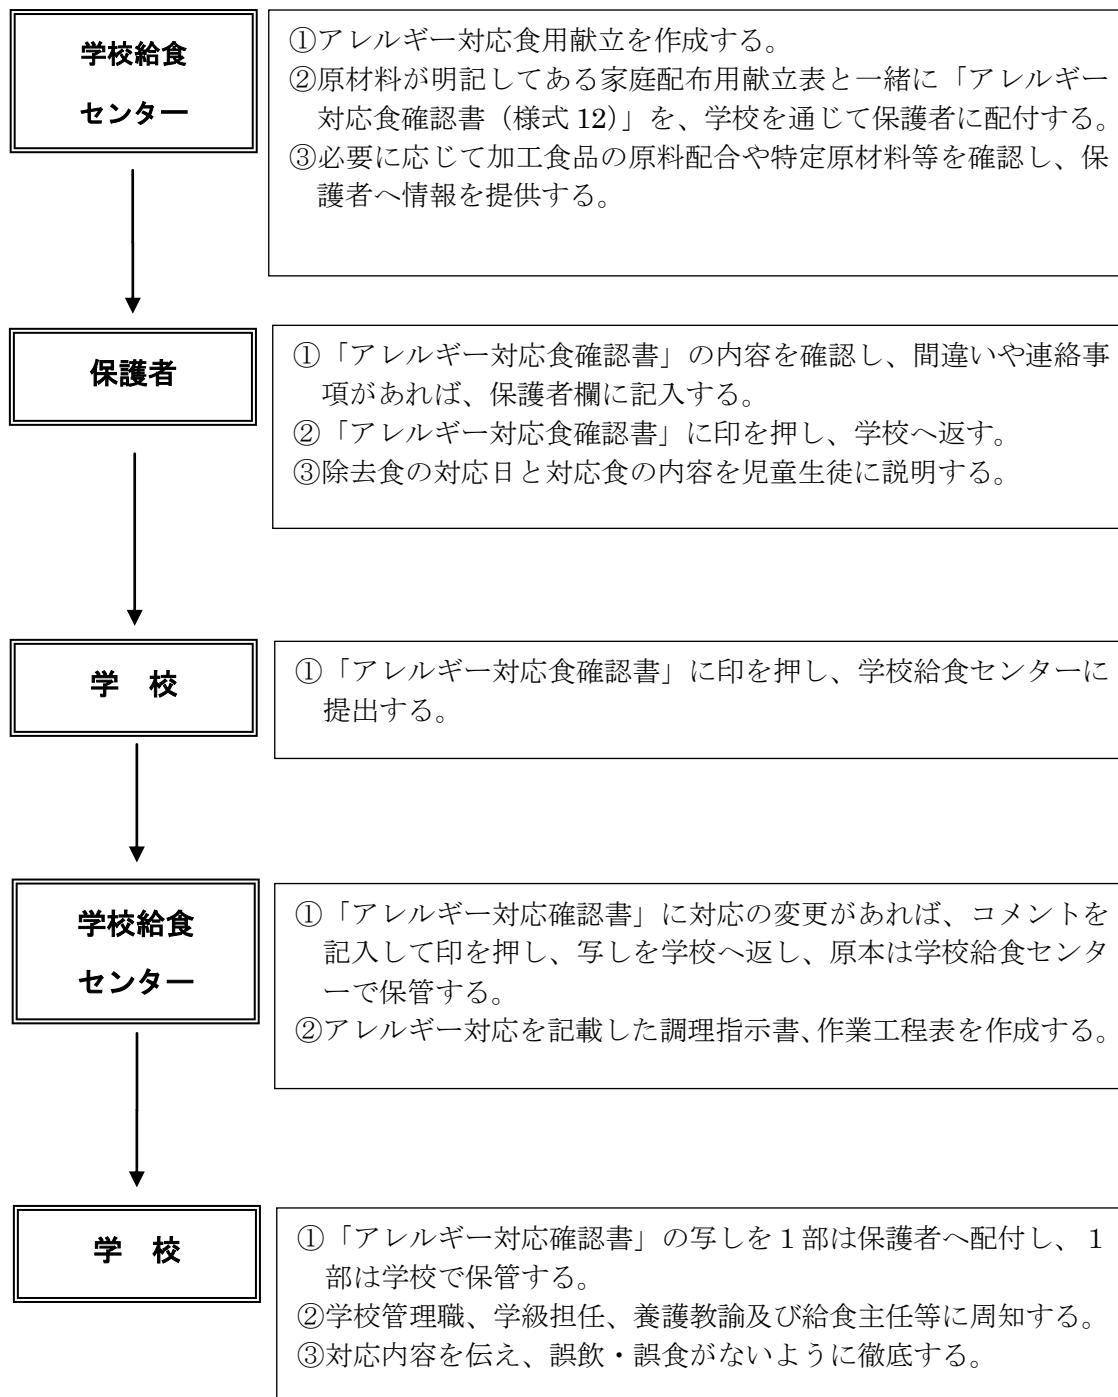 学校給食
センター
①アレルギー対応食用献立を作成する。
②原材料が明記してある家庭配布用献立表と一緒に「アレルギー
対応食確認書（様式 12）」を、学校を通じて保護者に配付する。
③必要に応じて加工食品の原料配合や特定原材料等を確認し、保
護者へ情報を提供する。
保護者
①「アレルギー対応食確認書」の内容を確認し、間違いや連絡事
項があれば、保護者欄に記入する。
②「アレルギー対応食確認書」に印を押し、学校へ返す。
③除去食の対応日と対応食の内容を児童生徒に説明する。
学　校
①「アレルギー対応食確認書」に印を押し、学校給食センターに
提出する。
学校給食
センター
①「アレルギー対応確認書」に対応の変更があれば、コメントを
記入して印を押し、写しを学校へ返し、原本は学校給食センタ
ーで保管する。
②アレルギー対応を記載した調理指示書、作業工程表を作成する。
学　校
①「アレルギー対応確認書」の写しを１部は保護者へ配付し、１
部は学校で保管する。
②学校管理職、学級担任、養護教諭及び給食主任等に周知する。
③対応内容を伝え、誤飲・誤食がないように徹底する。